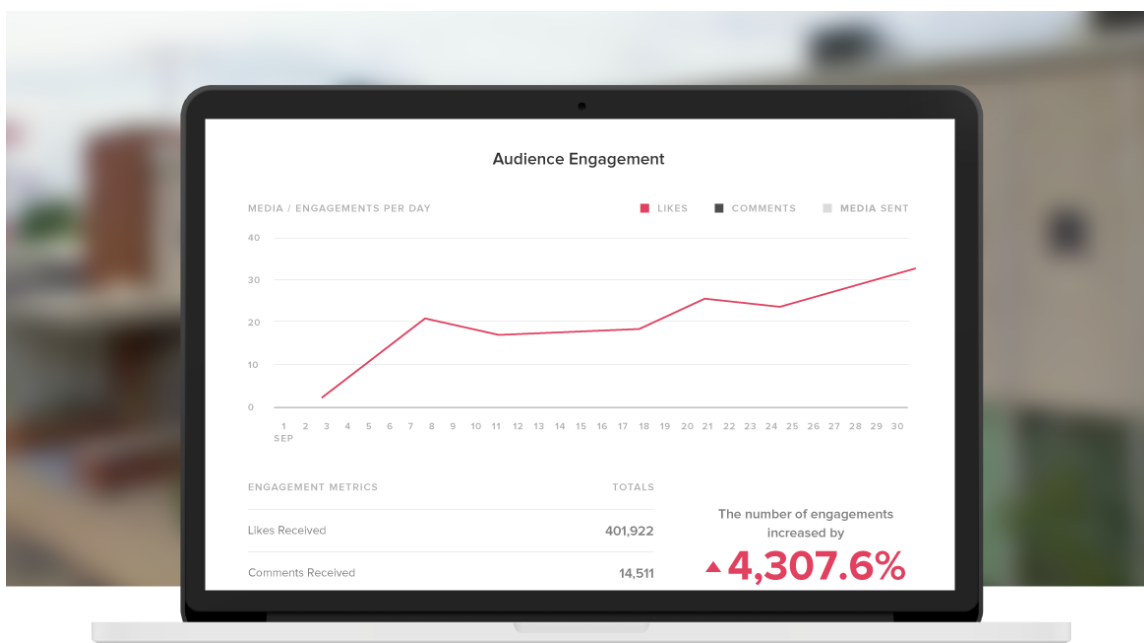 Audience Engagement
MEDIA / ENGAGEMENTS PER DAY
LIKES COMMENTS MEDIA SENT
40
30
20
10
0
1 2 3 4 5 6 7 8 9 10 11 12 13 14 15 16 17 18 19 20 21 22 23 24 25 26 27 28 29 30
SEP
ENGAGEMENT METRICS TOTALS
Likes Received 401,922
Comments Received 14,511
The number of engagements
increased by
4,307.6%